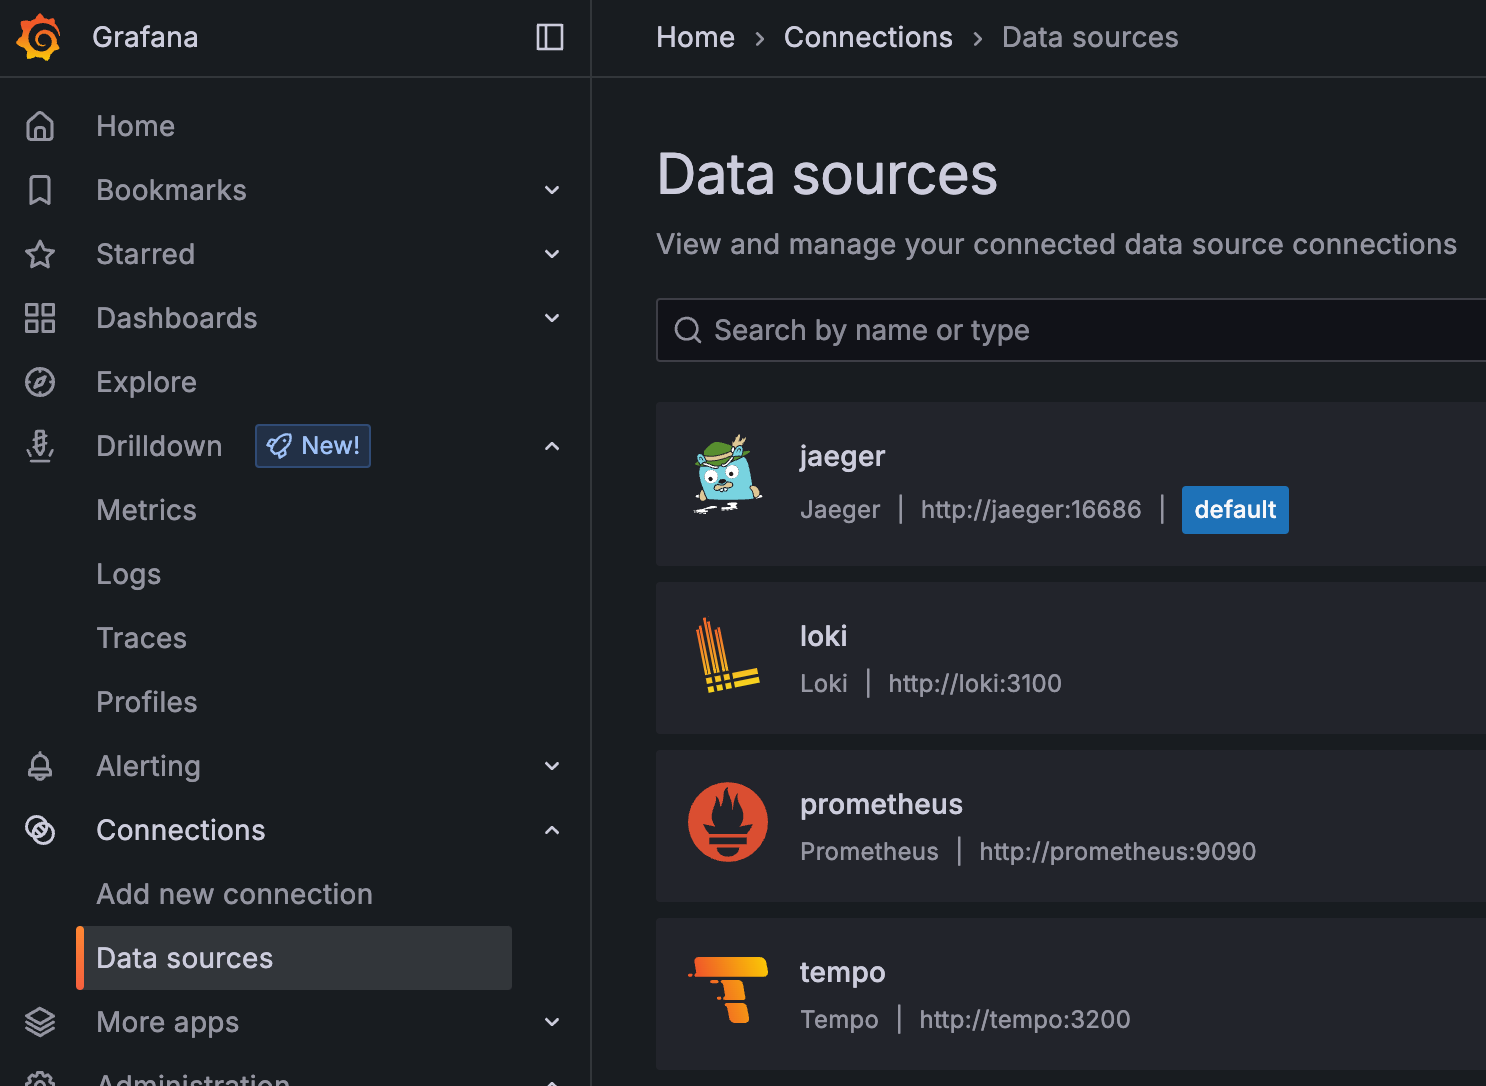 Grafana
Home › Connections › Data sources
Home
Bookmarks
Starred
Dashboards
Explore
Drilldown New!
Metrics
Logs
Traces
Profiles
Alerting
Connections
Add new connection
Data sources
More apps
Administration
Data sources
View and manage your connected data source connections
Search by name or type
jaeger
Jaeger | http://jaeger:16686 | default
loki
Loki | http://loki:3100
prometheus
Prometheus | http://prometheus:9090
tempo
Tempo | http://tempo:3200